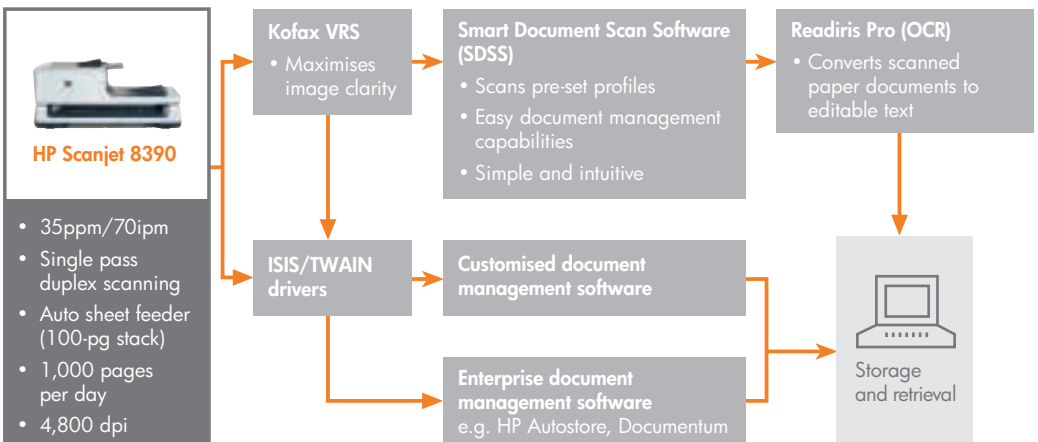 HP Scanjet 8390
• 35ppm/70ipm
• Single pass
duplex scanning
• Auto sheet feeder
(100-pg stack)
• 1,000 pages
per day
• 4,800 dpi
Kofax VRS
• Maximises
image clarity
Smart Document Scan Software
(SDSS)
• Scans pre-set profiles
• Easy document management
capabilities
• Simple and intuitive
Readiris Pro (OCR)
• Converts scanned
paper documents to
editable text
ISIS/TWAIN
drivers
Customised document
management software
Enterprise document
management software
e.g. HP Autostore, Documentum
Storage
and retrieval